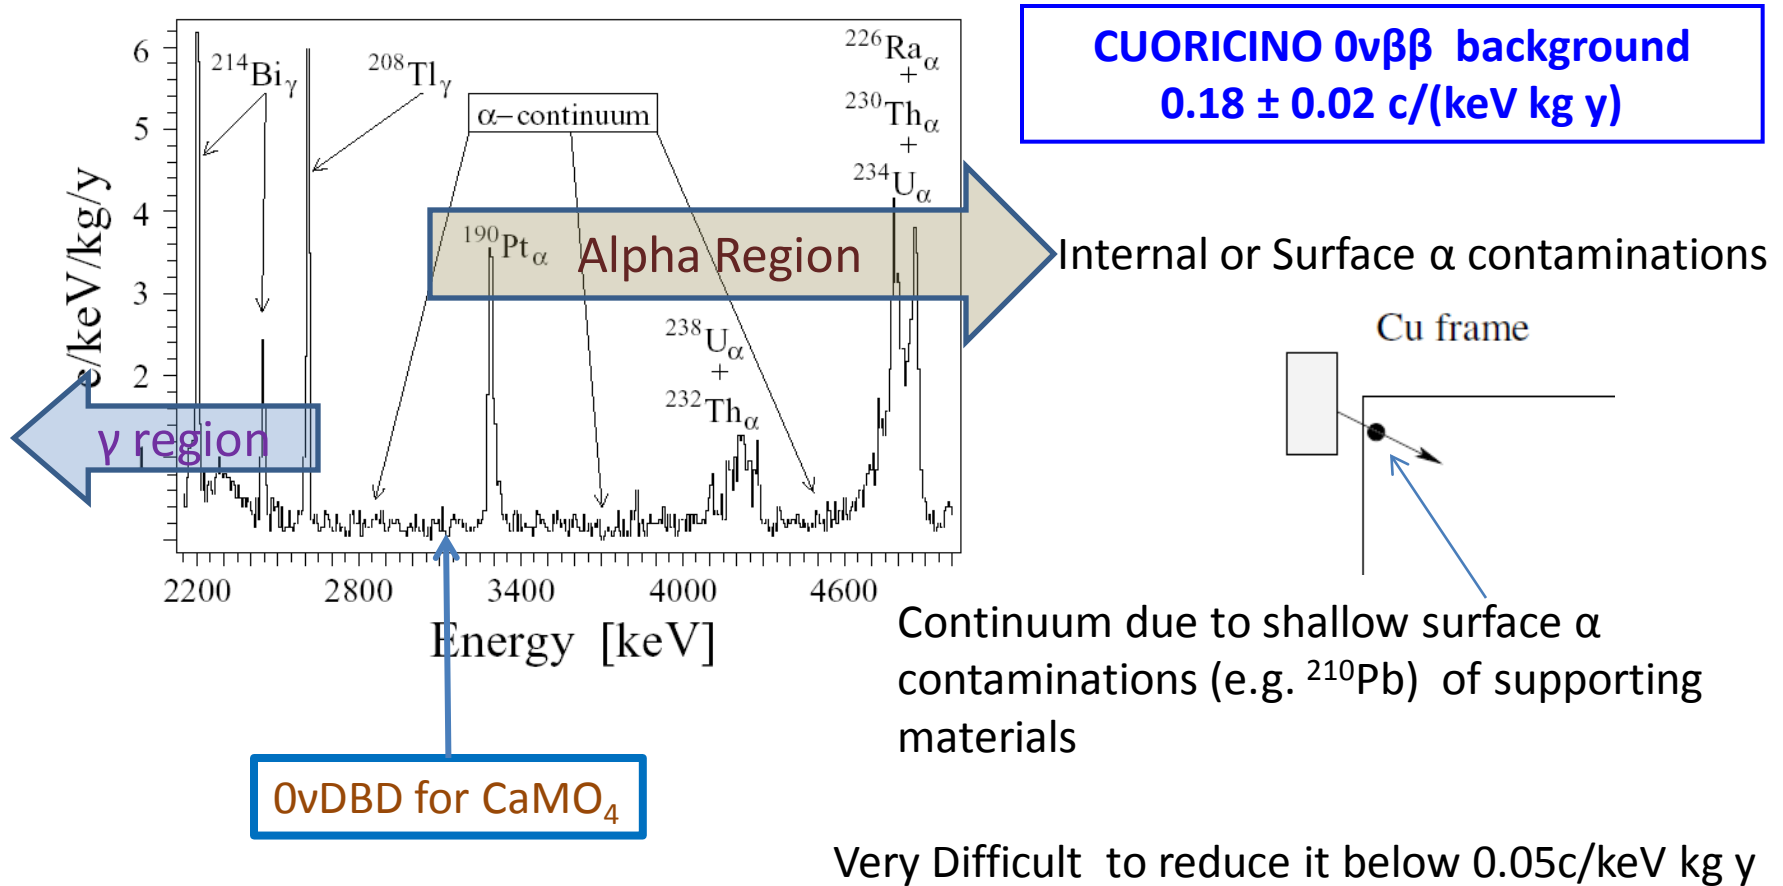 6
5
4
3
2
c/keV/kg/y
²¹⁴Biγ
²⁰⁸Tlγ
α−continuum
²²⁶Raα
+
²³⁰Thα
+
²³⁴Uα
¹⁹⁰Ptα
Alpha Region
²³⁸Uα
+
²³²Thα
γ region
2200 2800 3400 4000 4600
Energy [keV]
0νDBD for CaMO₄
CUORICINO 0νββ background
0.18 ± 0.02 c/(keV kg y)
Internal or Surface α contaminations
Cu frame
Continuum due to shallow surface α
contaminations (e.g. ²¹⁰Pb) of supporting
materials
Very Difficult to reduce it below 0.05c/keV kg y